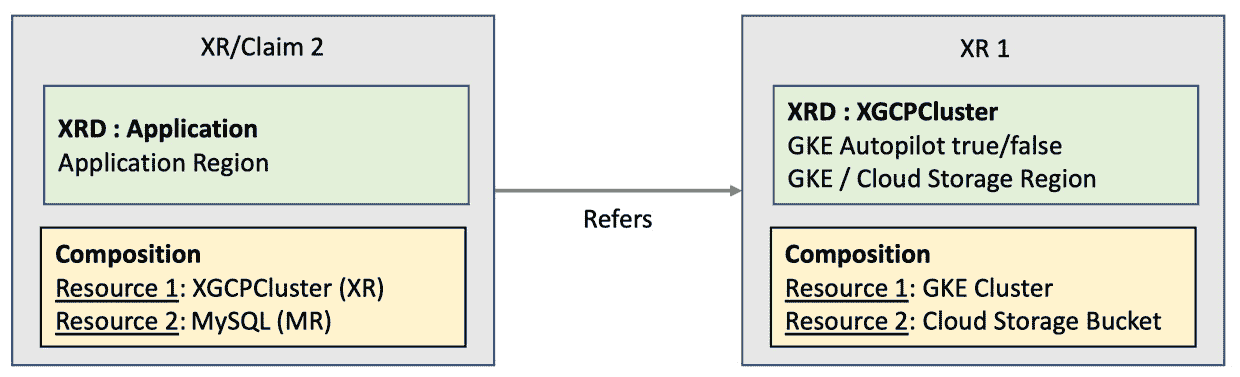 XR/Claim 2
XRD : Application
Application Region
Composition
Resource 1: XGCPCluster (XR)
Resource 2: MySQL (MR)
Refers
XR 1
XRD : XGCPCluster
GKE Autopilot true/false
GKE / Cloud Storage Region
Composition
Resource 1: GKE Cluster
Resource 2: Cloud Storage Bucket